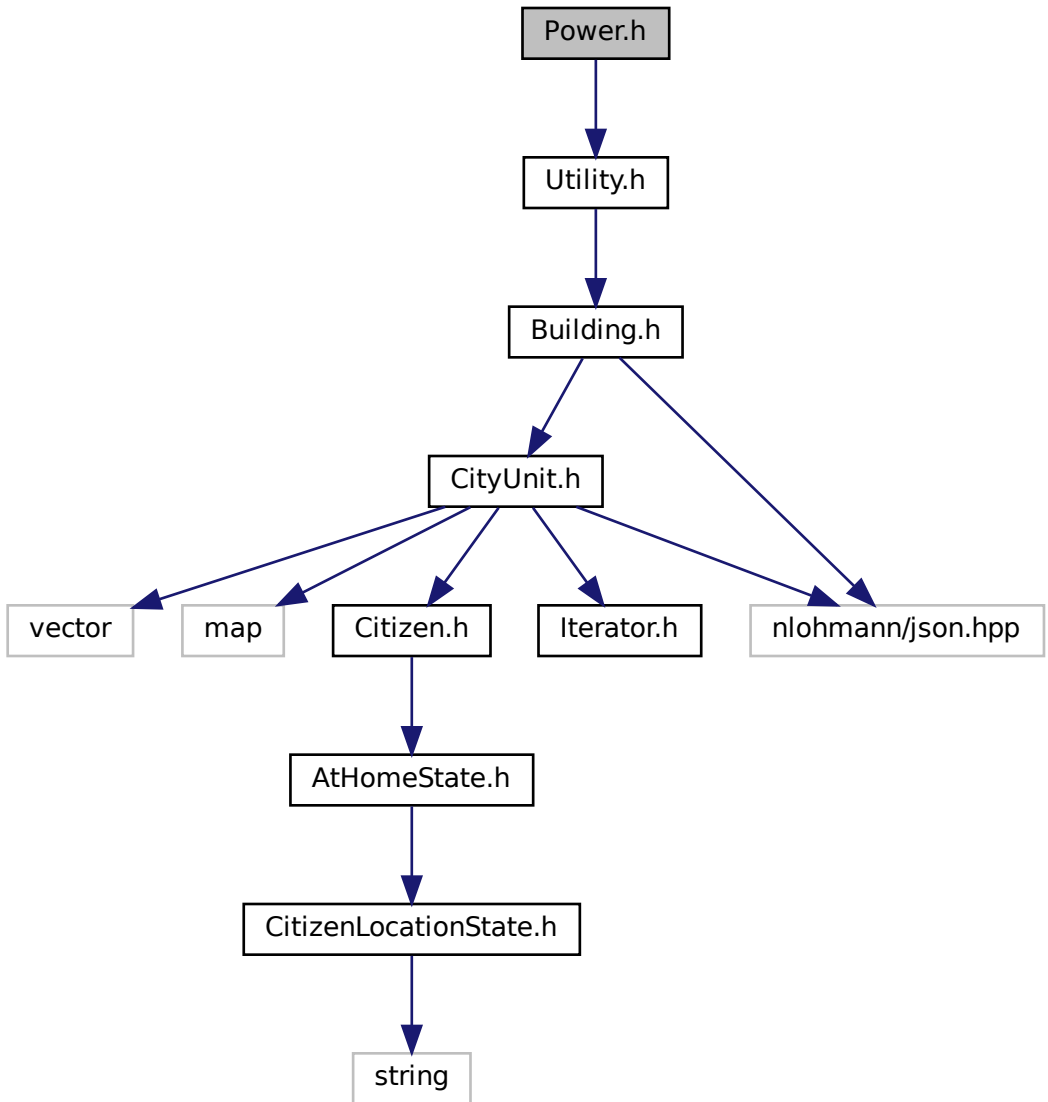 Power.h
Utility.h
Building.h
CityUnit.h
vector
map
Citizen.h
Iterator.h
nlohmann/json.hpp
AtHomeState.h
CitizenLocationState.h
string